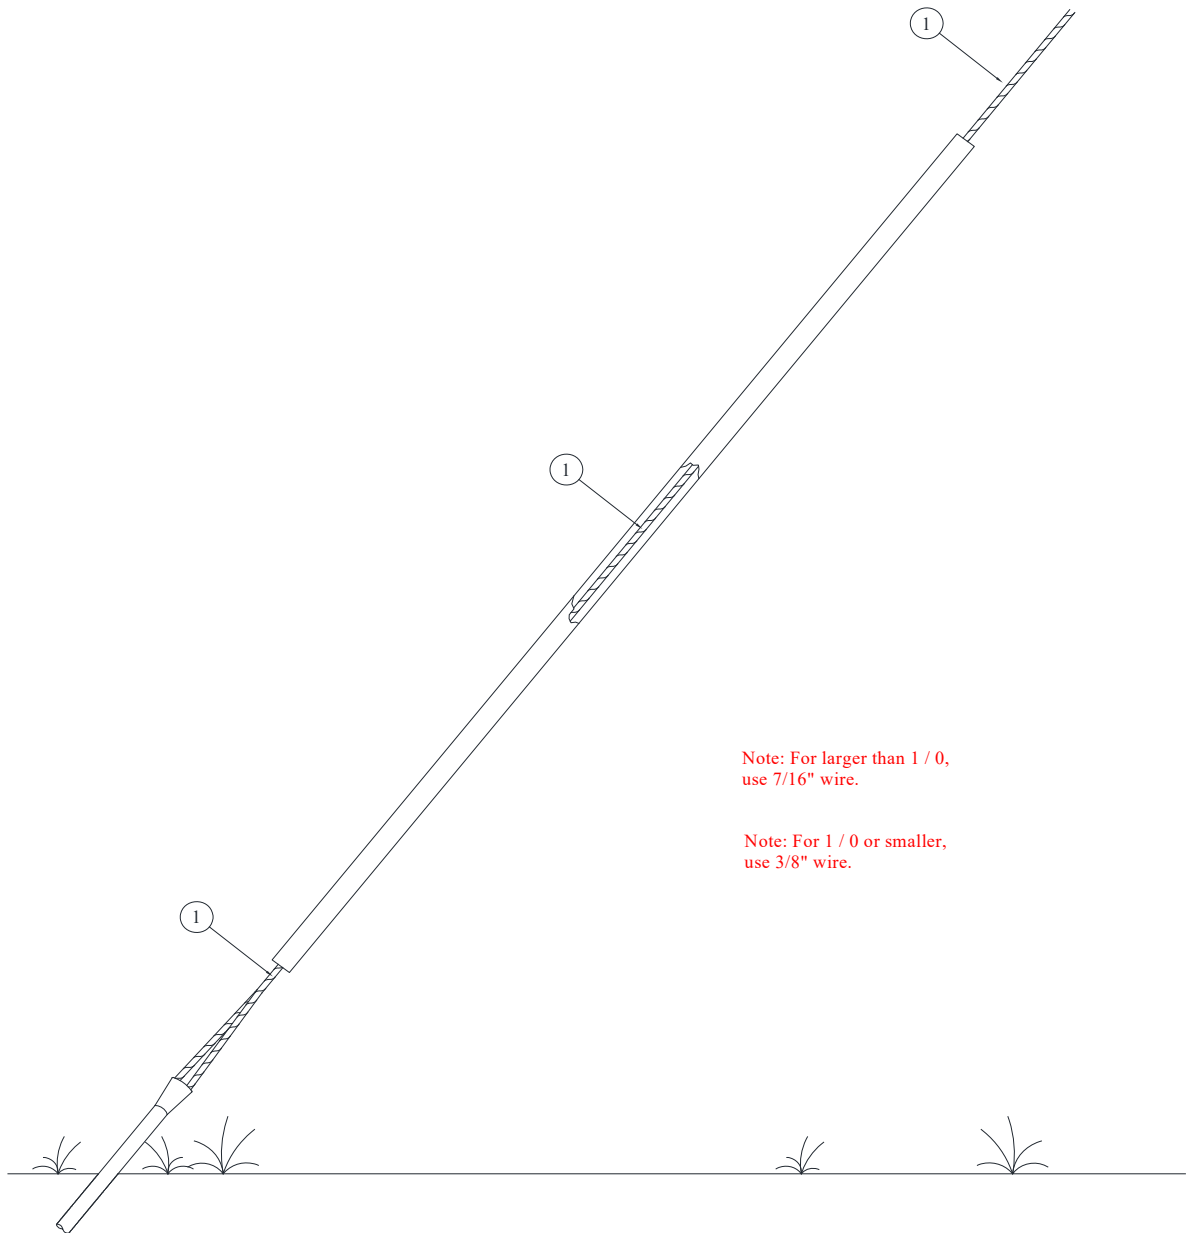 1
1
Note: For larger than 1 / 0,
use 7/16" wire.
Note: For 1 / 0 or smaller,
use 3/8" wire.
1